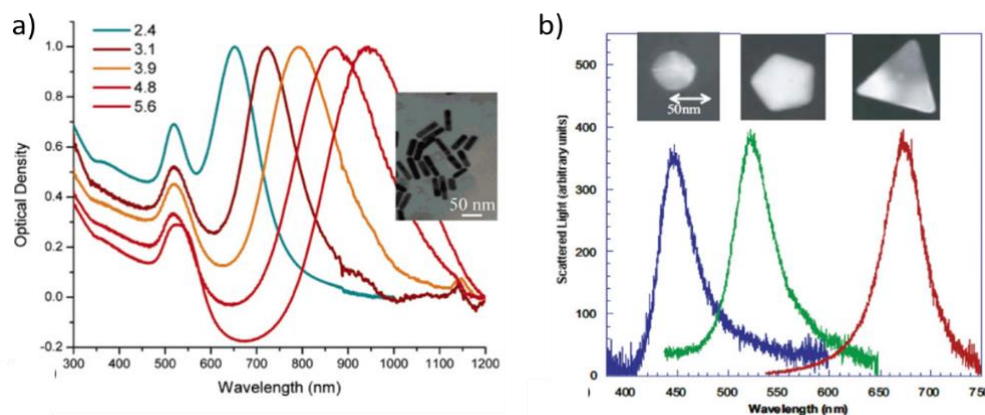 a)
2.4
3.1
3.9
4.8
5.6
1.0
0.8
0.6
0.4
0.2
0.0
-0.2
Optical Density
50 nm
300 400 500 600 700 800 900 1000 1100 1200
Wavelength (nm)
b)
500
400
300
200
100
0
Scattered Light (arbitrary units)
50nm
400 450 500 550 600 650 700 750
Wavelength (nm)